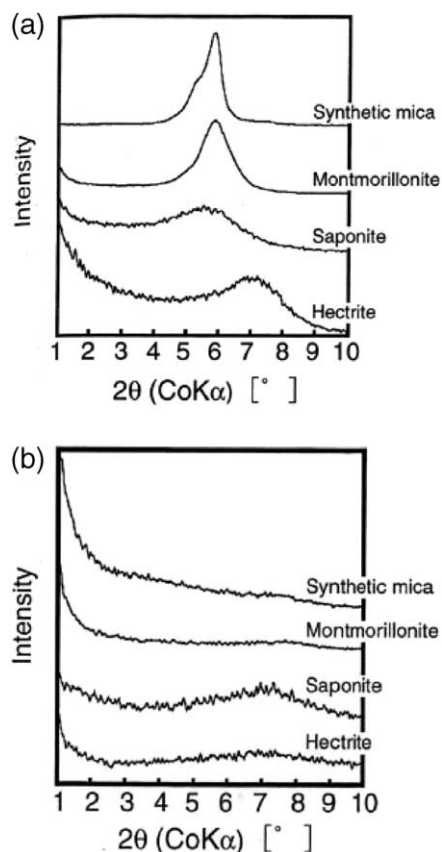 (a)
Intensity
Synthetic mica
Montmorillonite
Saponite
Hectrite
1 2 3 4 5 6 7 8 9 10
2θ (CoKα) [ ° ]
(b)
Intensity
Synthetic mica
Montmorillonite
Saponite
Hectrite
1 2 3 4 5 6 7 8 9 10
2θ (CoKα) [ ° ]